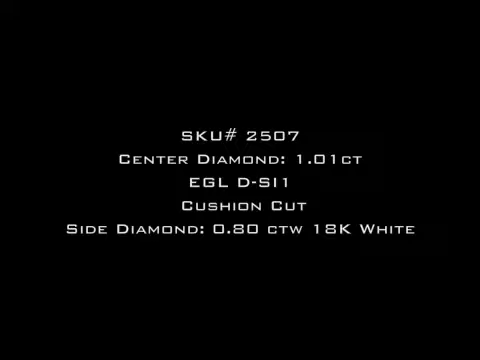 SKU# 2507
Center Diamond: 1.01ct
EGL D-SI1
Cushion Cut
Side Diamond: 0.80 ctw 18K White